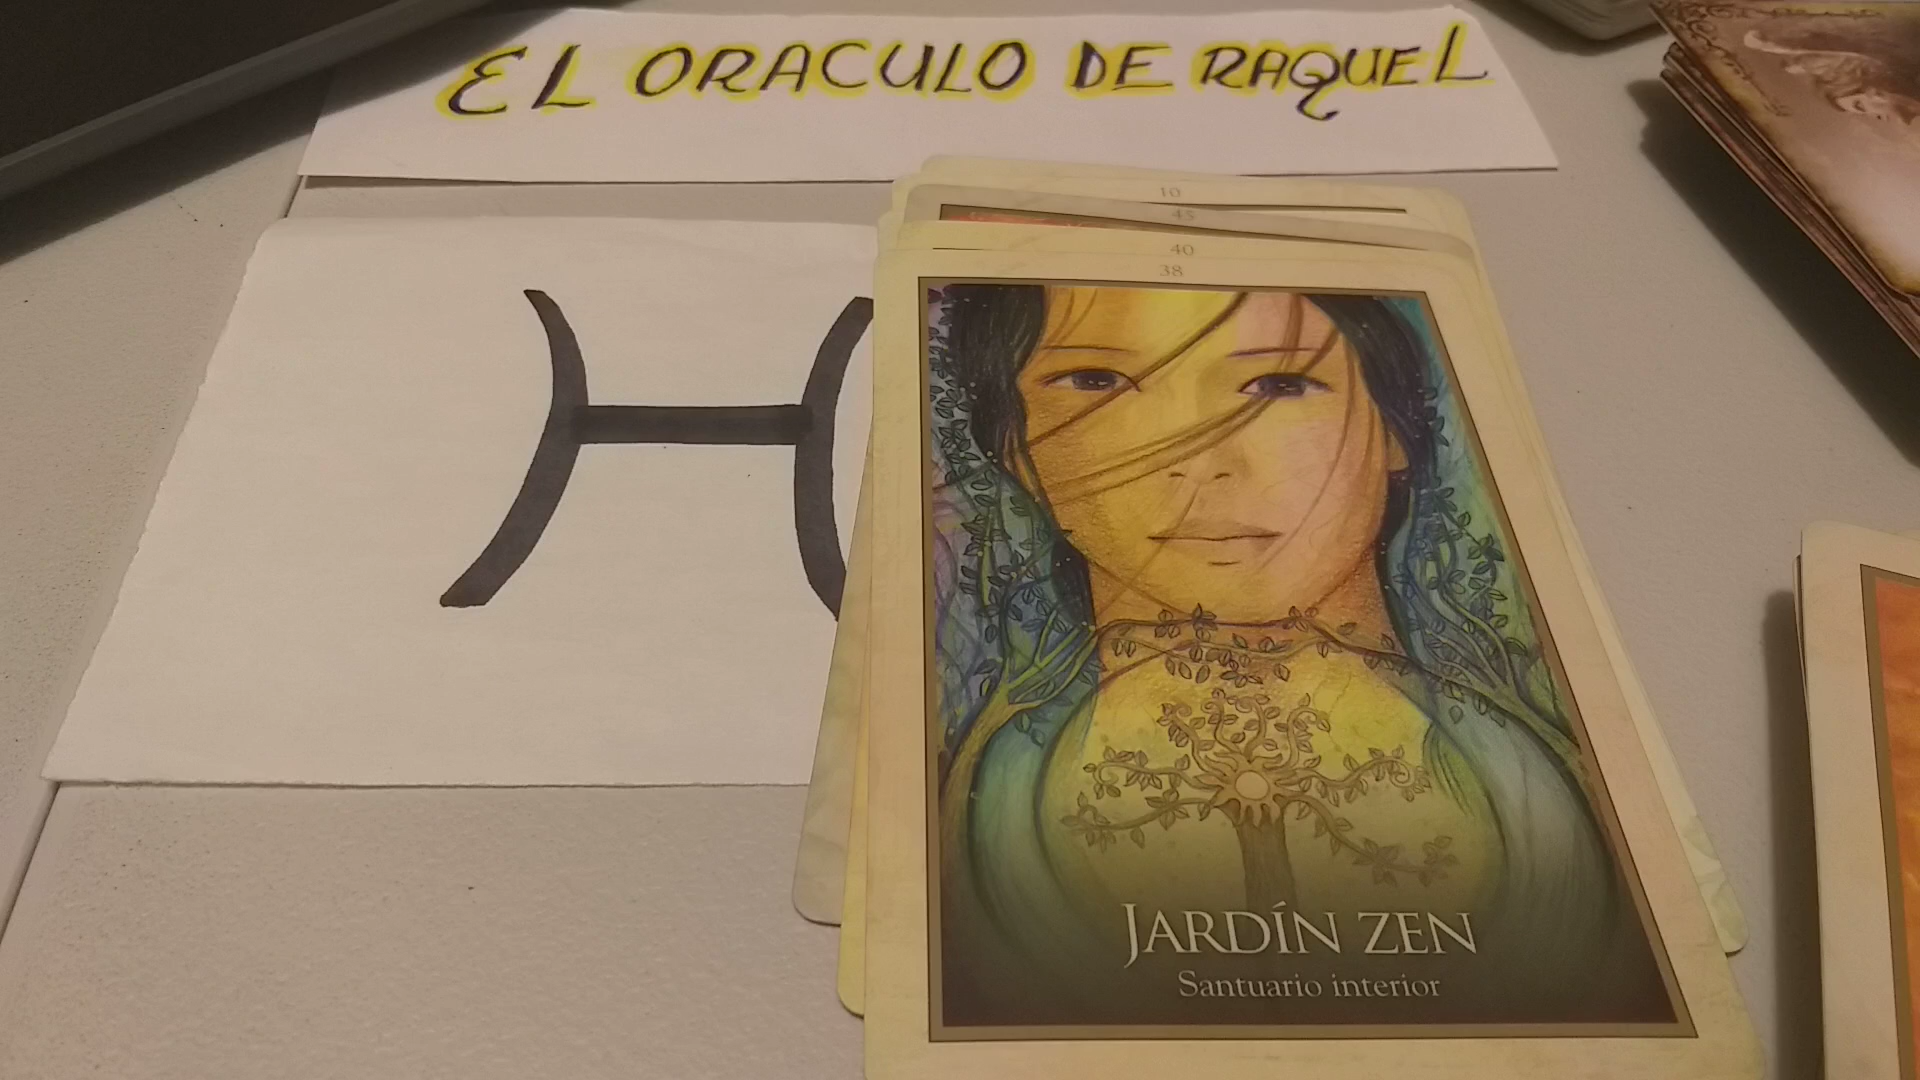 EL ORACULO DE RAQUEL
10
45
40
38
JARDÍN ZEN
Santuario interior